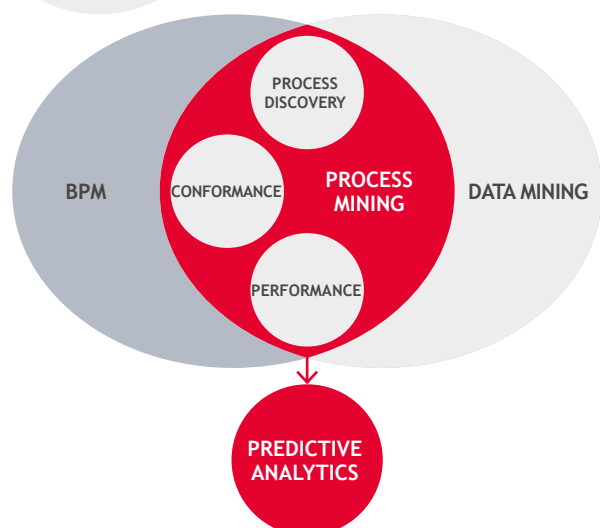 PROCESS
DISCOVERY
BPM
CONFORMANCE
PROCESS
MINING
DATA MINING
PERFORMANCE
PREDICTIVE
ANALYTICS